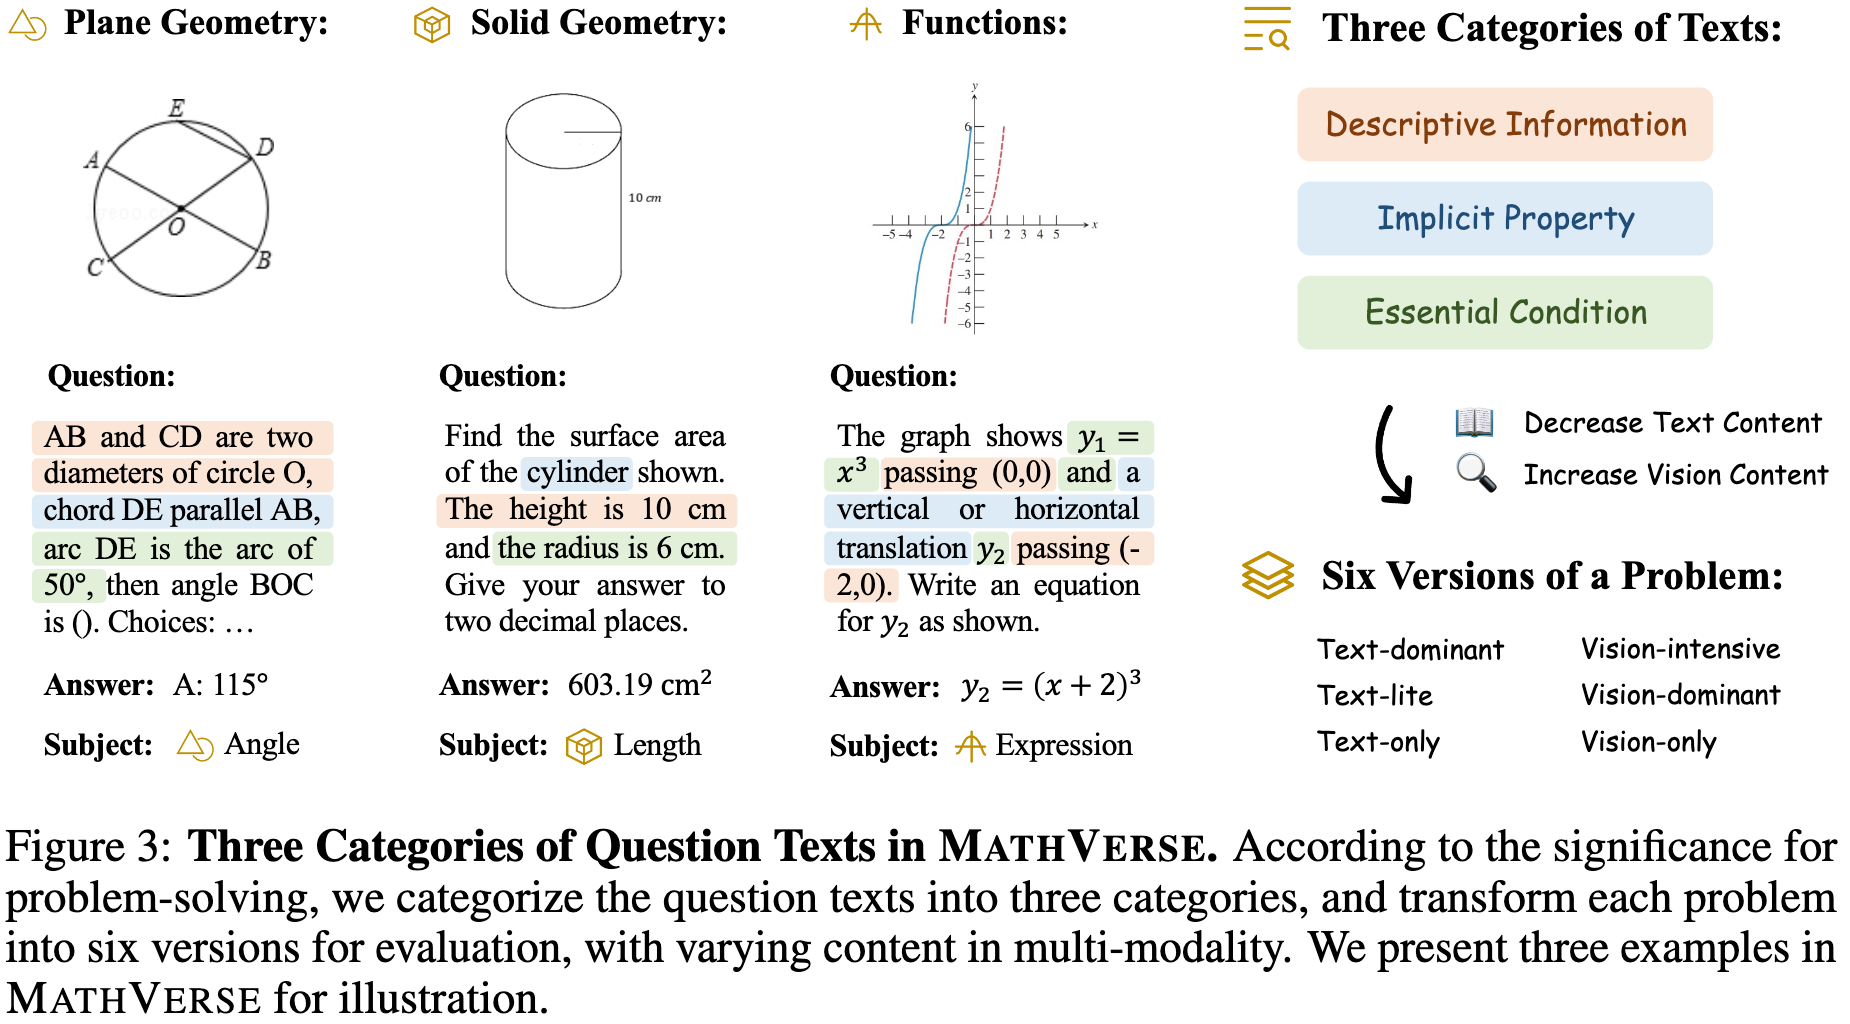 Plane Geometry:
E
A
D
O
C
B
Question:
AB and CD are two
diameters of circle O,
chord DE parallel AB,
arc DE is the arc of
50°, then angle BOC
is (). Choices: …
Answer: A: 115°
Subject: Angle
Solid Geometry:
10 cm
Question:
Find the surface area
of the cylinder shown.
The height is 10 cm
and the radius is 6 cm.
Give your answer to
two decimal places.
Answer: 603.19 cm²
Subject: Length
Functions:
y
6
2
1
-5 -4 -2 1 2 3 4 5 x
-1
-2
-3
-4
-5
-6
Question:
The graph shows y₁ =
x³ passing (0,0) and a
vertical or horizontal
translation y₂ passing (-
2,0). Write an equation
for y₂ as shown.
Answer: y₂ = (x + 2)³
Subject: Expression
Three Categories of Texts:
Descriptive Information
Implicit Property
Essential Condition
Decrease Text Content
Increase Vision Content
Six Versions of a Problem:
Text-dominant Vision-intensive
Text-lite Vision-dominant
Text-only Vision-only
Figure 3: Three Categories of Question Texts in MATHVERSE. According to the significance for
problem-solving, we categorize the question texts into three categories, and transform each problem
into six versions for evaluation, with varying content in multi-modality. We present three examples in
MATHVERSE for illustration.